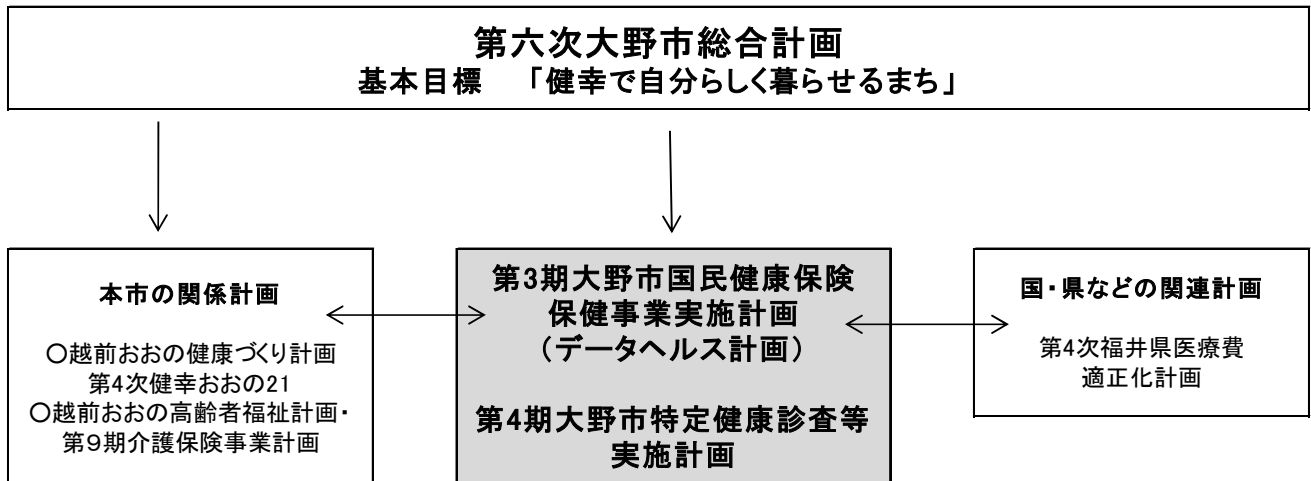 第六次大野市総合計画
基本目標　「健幸で自分らしく暮らせるまち」
本市の関係計画
〇越前おおの健康づくり計画
第4次健幸おおの21
〇越前おおの高齢者福祉計画・
第9期介護保険事業計画
第3期大野市国民健康保険
保健事業実施計画
（データヘルス計画）
第4期大野市特定健康診査等
実施計画
国・県などの関連計画
第4次福井県医療費
適正化計画